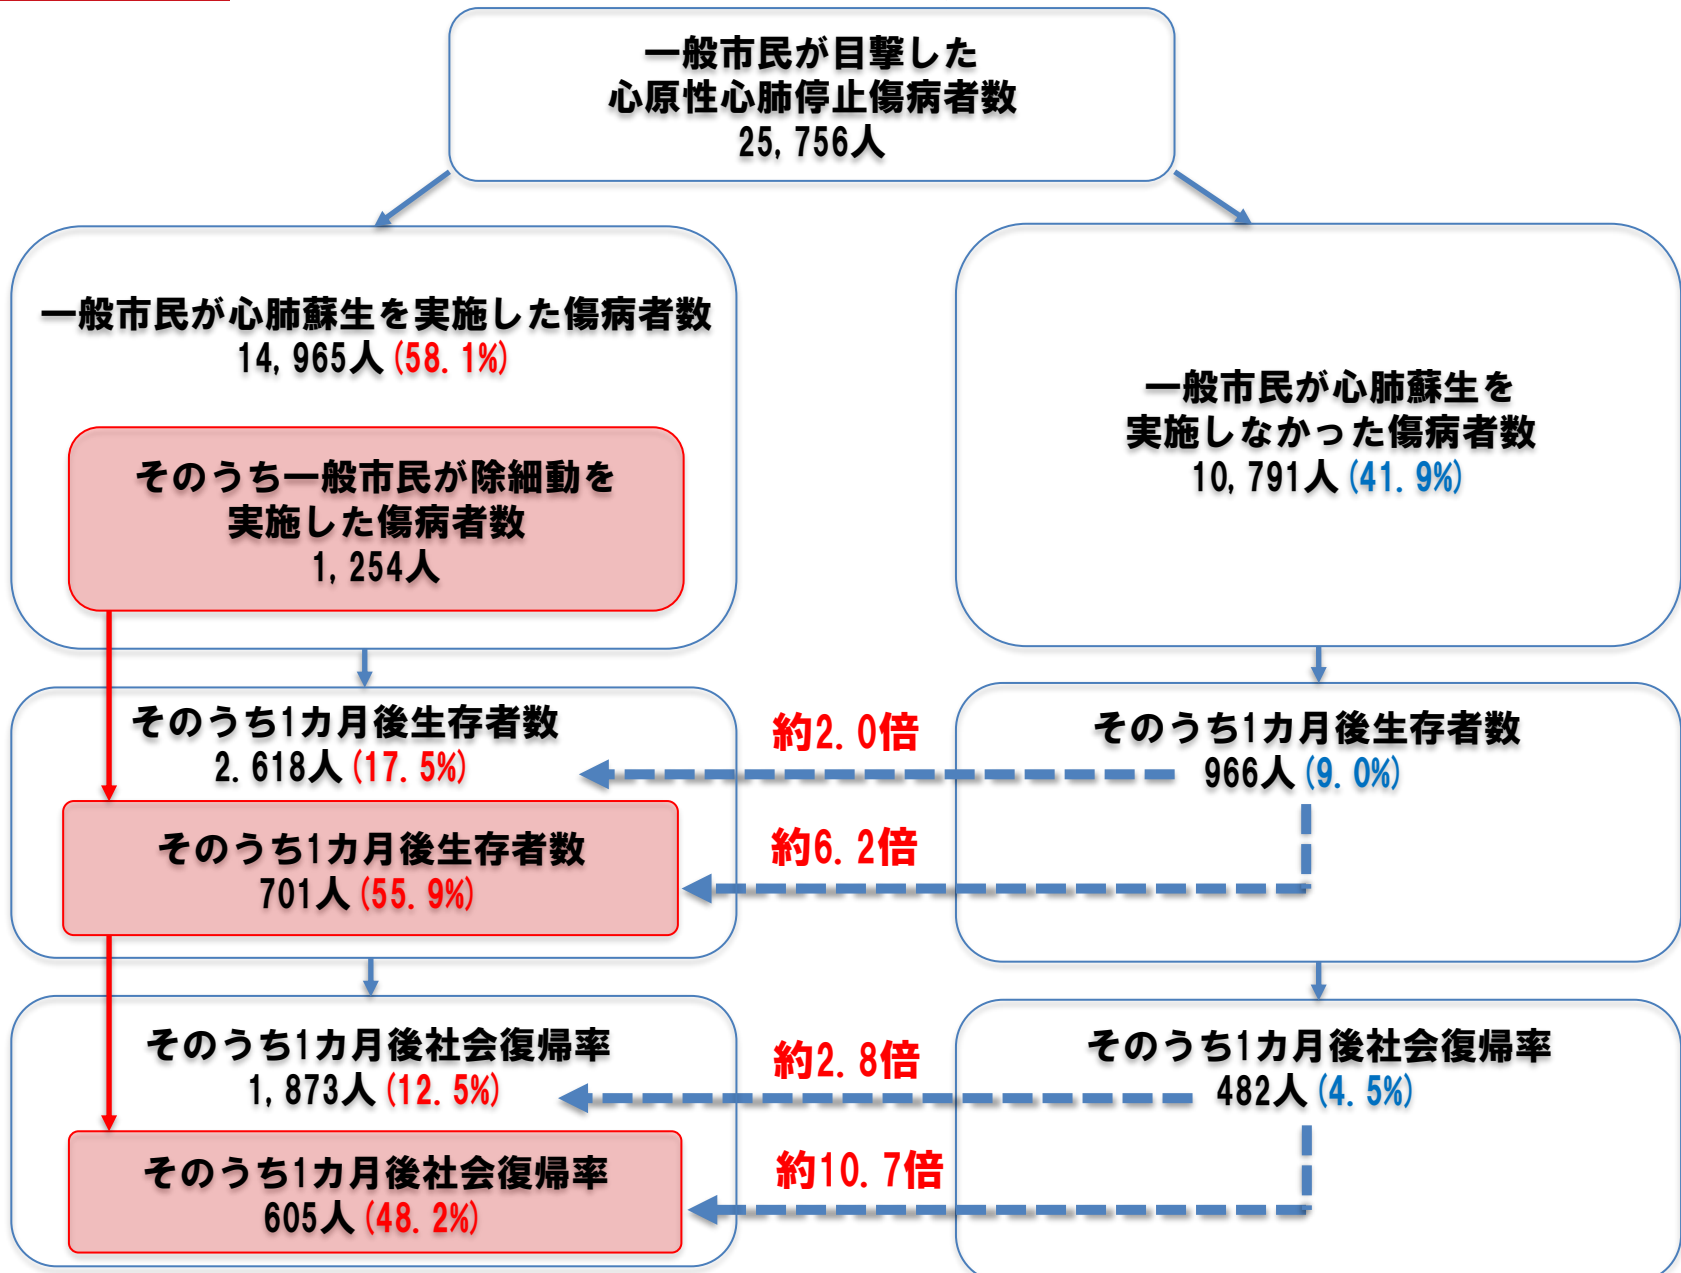 一般市民が目撃した
心原性心肺停止傷病者数
25,756人
一般市民が心肺蘇生を実施した傷病者数
14,965人(58.1%)
そのうち一般市民が除細動を
実施した傷病者数
1,254人
一般市民が心肺蘇生を
実施しなかった傷病者数
10,791人(41.9%)
そのうち1カ月後生存者数
2.618人(17.5%)
約2.0倍
そのうち1カ月後生存者数
966人(9.0%)
そのうち1カ月後生存者数
701人(55.9%)
約6.2倍
そのうち1カ月後社会復帰率
1,873人(12.5%)
約2.8倍
そのうち1カ月後社会復帰率
482人(4.5%)
そのうち1カ月後社会復帰率
605人(48.2%)
約10.7倍